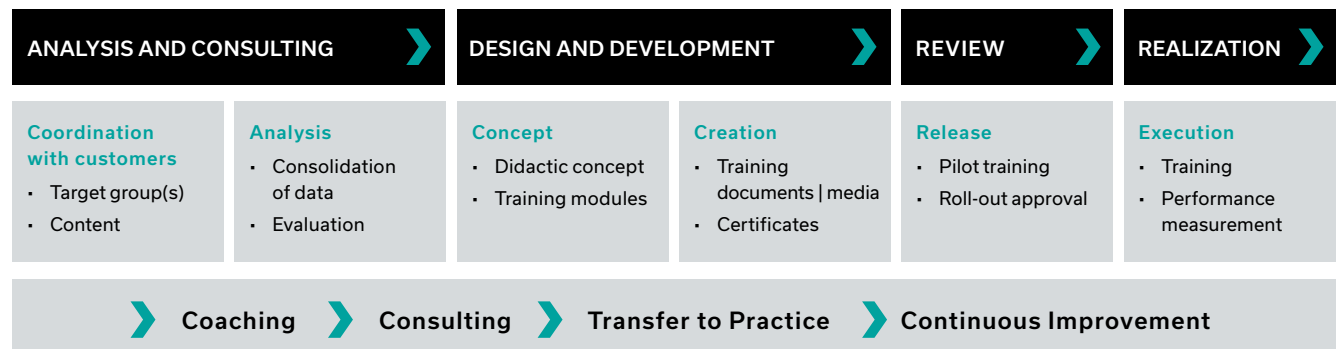 ANALYSIS AND CONSULTING
DESIGN AND DEVELOPMENT
REVIEW
REALIZATION
Coordination
with customers
· Target group(s)
· Content
Analysis
· Consolidation
of data
· Evaluation
Concept
· Didactic concept
· Training modules
Creation
· Training
documents | media
· Certificates
Release
· Pilot training
· Roll-out approval
Execution
· Training
· Performance
measurement
Coaching
Consulting
Transfer to Practice
Continuous Improvement